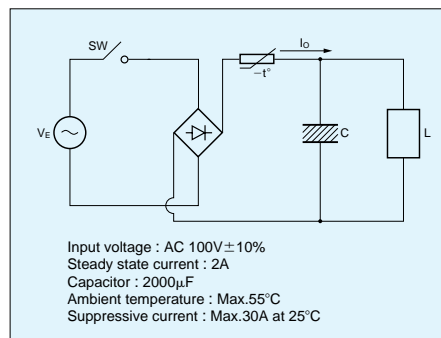 SW
Io
−t°
VE
C
L
Input voltage : AC 100V±10%
Steady state current : 2A
Capacitor : 2000μF
Ambient temperature : Max.55°C
Suppressive current : Max.30A at 25°C